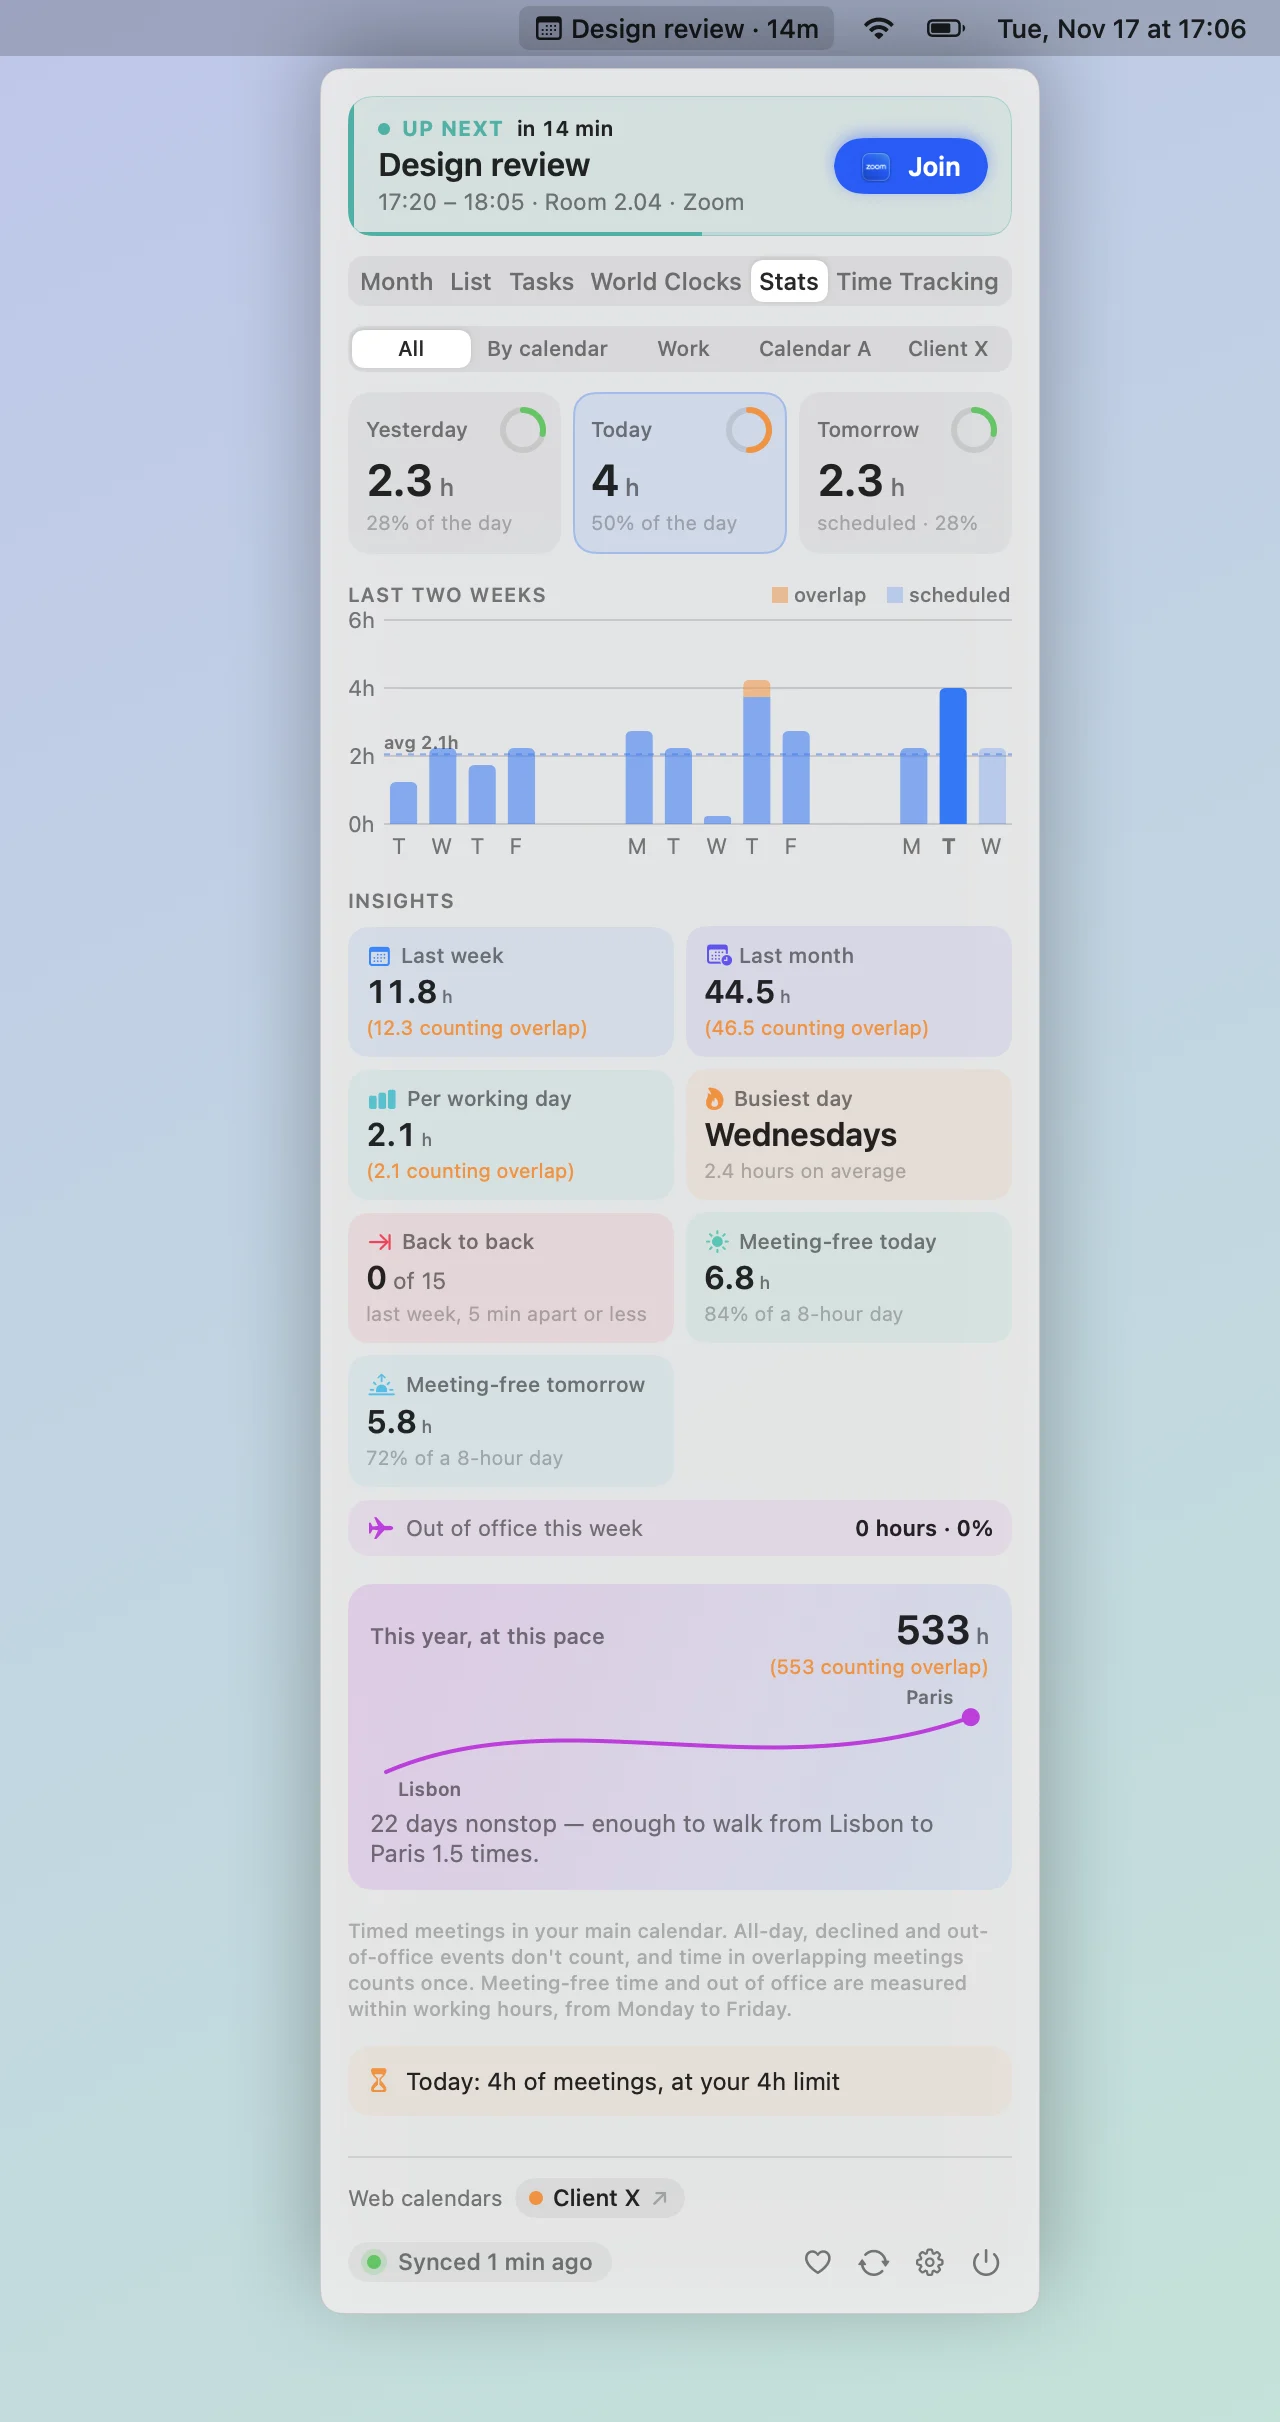 Design review · 14m
Tue, Nov 17 at 17:06
UP NEXT in 14 min
Design review
17:20 – 18:05 · Room 2.04 · Zoom
zoom Join
Month List Tasks World Clocks Stats Time Tracking
All By calendar Work Calendar A Client X
Yesterday
2.3 h
28% of the day
Today
4 h
50% of the day
Tomorrow
2.3 h
scheduled · 28%
LAST TWO WEEKS
overlap scheduled
6h
4h
avg 2.1h
2h
0h
T W T F M T W T F M T W
INSIGHTS
Last week
11.8 h
(12.3 counting overlap)
Last month
44.5 h
(46.5 counting overlap)
Per working day
2.1 h
(2.1 counting overlap)
Busiest day
Wednesdays
2.4 hours on average
Back to back
0 of 15
last week, 5 min apart or less
Meeting-free today
6.8 h
84% of a 8-hour day
Meeting-free tomorrow
5.8 h
72% of a 8-hour day
Out of office this week 0 hours · 0%
This year, at this pace
533 h
(553 counting overlap)
Paris
Lisbon
22 days nonstop — enough to walk from Lisbon to
Paris 1.5 times.
Timed meetings in your main calendar. All-day, declined and out-
of-office events don't count, and time in overlapping meetings
counts once. Meeting-free time and out of office are measured
within working hours, from Monday to Friday.
Today: 4h of meetings, at your 4h limit
Web calendars Client X
Synced 1 min ago